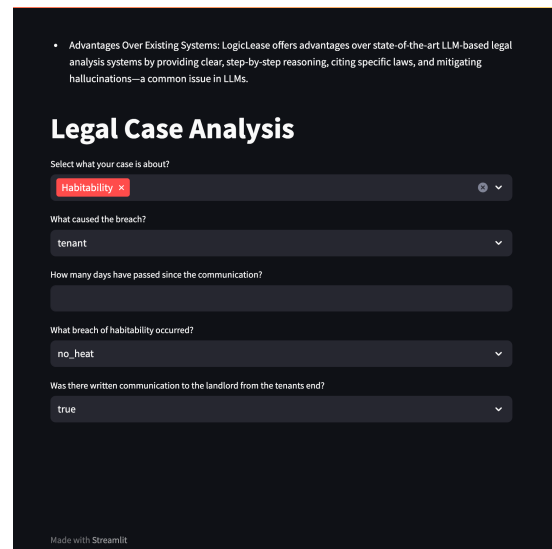 Advantages Over Existing Systems: LogicLease offers advantages over state-of-the-art LLM-based legal
analysis systems by providing clear, step-by-step reasoning, citing specific laws, and mitigating
hallucinations—a common issue in LLMs.
Legal Case Analysis
Select what your case is about?
Habitability
What caused the breach?
tenant
How many days have passed since the communication?
What breach of habitability occurred?
no_heat
Was there written communication to the landlord from the tenants end?
true
Made with Streamlit